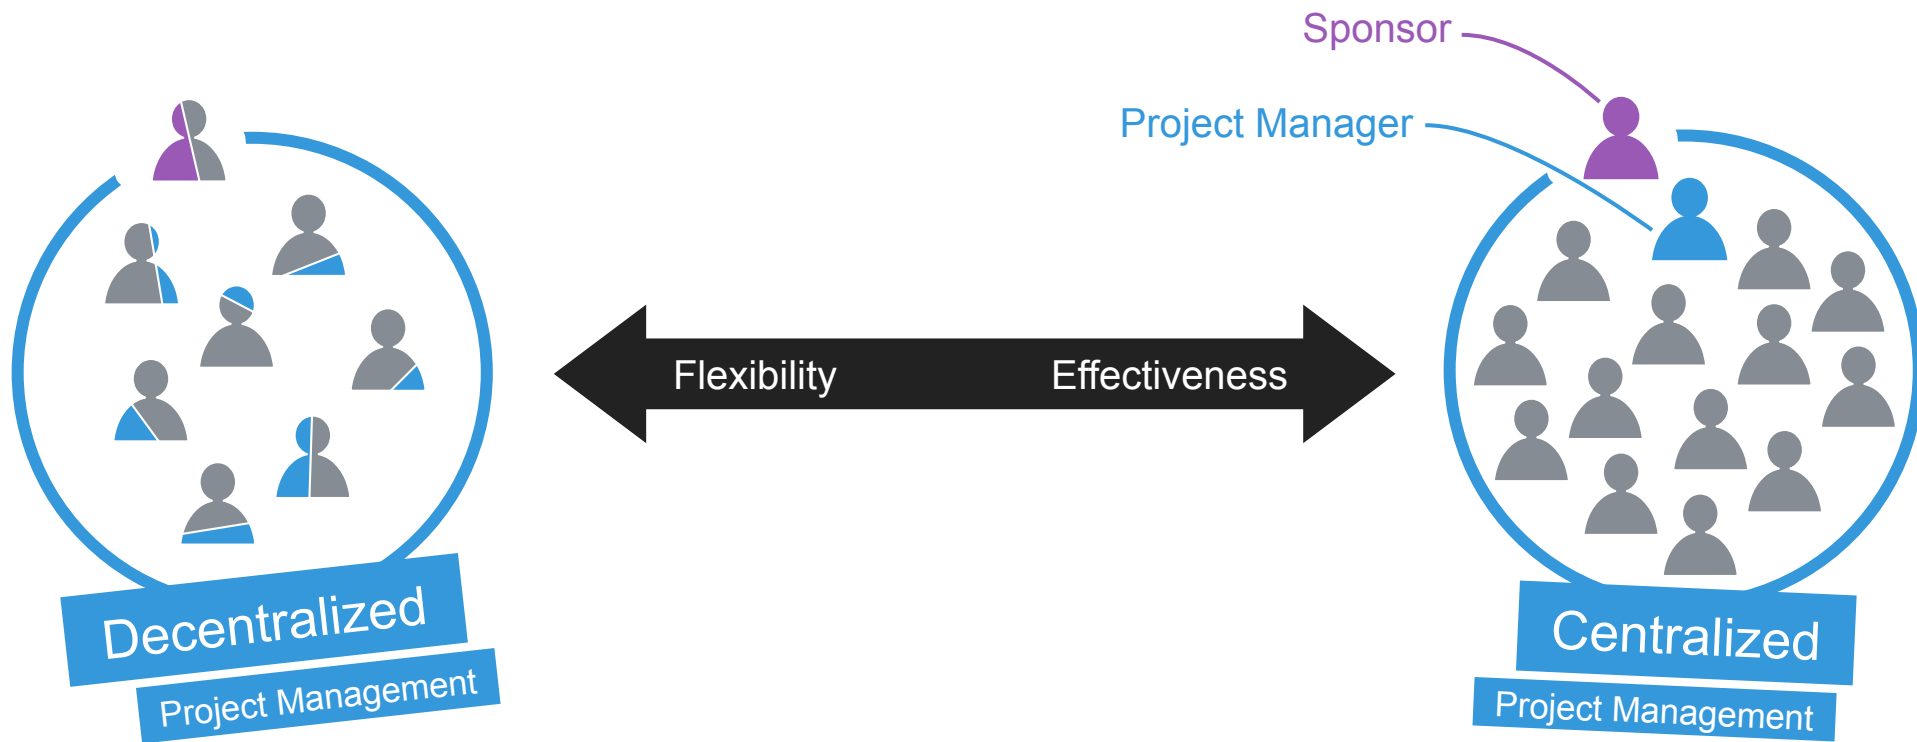 Sponsor
Project Manager
Flexibility
Effectiveness
Decentralized
Project Management
Centralized
Project Management